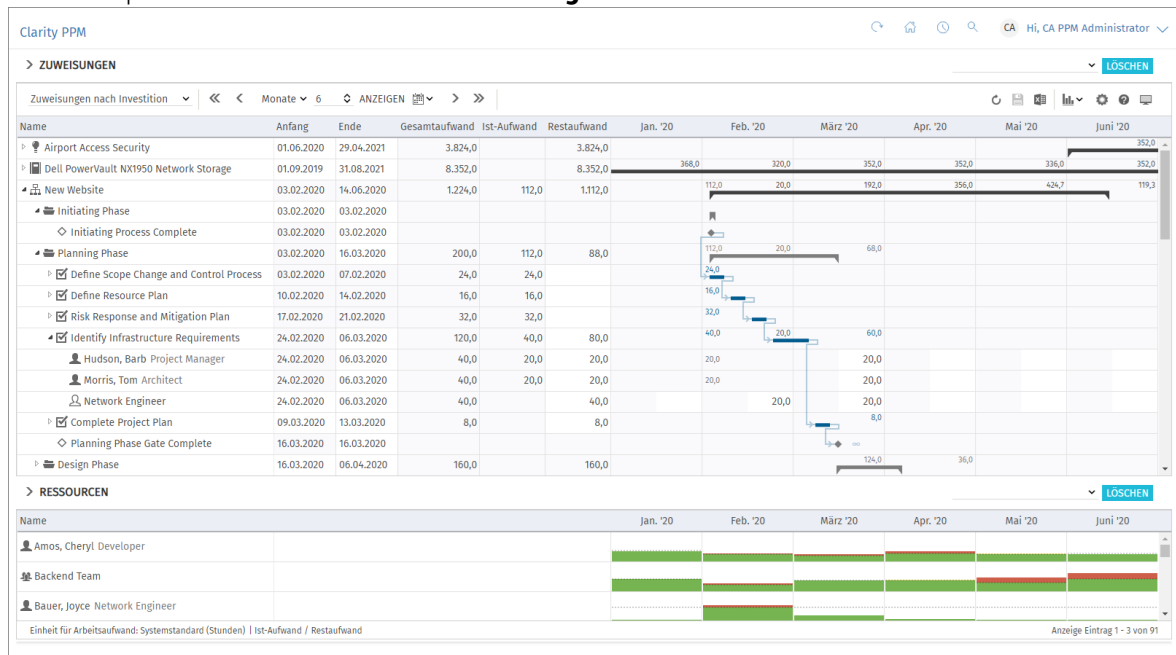 Clarity PPM CA Hi, CA PPM Administrator
ZUWEISUNGEN LÖSCHEN
Zuweisungen nach Investition Monate 6 ANZEIGEN
Name Anfang Ende Gesamtaufwand Ist-Aufwand Restaufwand Jan. '20 Feb. '20 März '20 Apr. '20 Mai '20 Juni '20
Airport Access Security 01.06.2020 29.04.2021 3.824,0 3.824,0 352,0
Dell PowerVault NX1950 Network Storage 01.09.2019 31.08.2021 8.352,0 8.352,0 368,0 320,0 352,0 352,0 336,0 352,0
New Website 03.02.2020 14.06.2020 1.224,0 112,0 1.112,0 112,0 20,0 192,0 356,0 424,7 119,3
Initiating Phase 03.02.2020 03.02.2020
Initiating Process Complete 03.02.2020 03.02.2020
Planning Phase 03.02.2020 16.03.2020 200,0 112,0 88,0 112,0 20,0 68,0
Define Scope Change and Control Process 03.02.2020 07.02.2020 24,0 24,0 24,0
Define Resource Plan 10.02.2020 14.02.2020 16,0 16,0 16,0
Risk Response and Mitigation Plan 17.02.2020 21.02.2020 32,0 32,0 32,0
Identify Infrastructure Requirements 24.02.2020 06.03.2020 120,0 40,0 80,0 40,0 20,0 60,0
Hudson, Barb Project Manager 24.02.2020 06.03.2020 40,0 20,0 20,0 20,0 20,0
Morris, Tom Architect 24.02.2020 06.03.2020 40,0 20,0 20,0 20,0 20,0
Network Engineer 24.02.2020 06.03.2020 40,0 40,0 20,0 20,0
Complete Project Plan 09.03.2020 13.03.2020 8,0 8,0 8,0
Planning Phase Gate Complete 16.03.2020 16.03.2020
Design Phase 16.03.2020 06.04.2020 160,0 160,0 124,0 36,0
RESSOURCEN LÖSCHEN
Name Jan. '20 Feb. '20 März '20 Apr. '20 Mai '20 Juni '20
Amos, Cheryl Developer
Backend Team
Bauer, Joyce Network Engineer
Einheit für Arbeitsaufwand: Systemstandard (Stunden) | Ist-Aufwand / Restaufwand Anzeige Eintrag 1 - 3 von 91